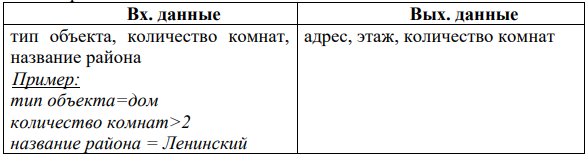 Вх. данные
Вых. данные
тип объекта, количество комнат,
название района
Пример:
тип объекта=дом
количество комнат>2
название района = Ленинский
адрес, этаж, количество комнат